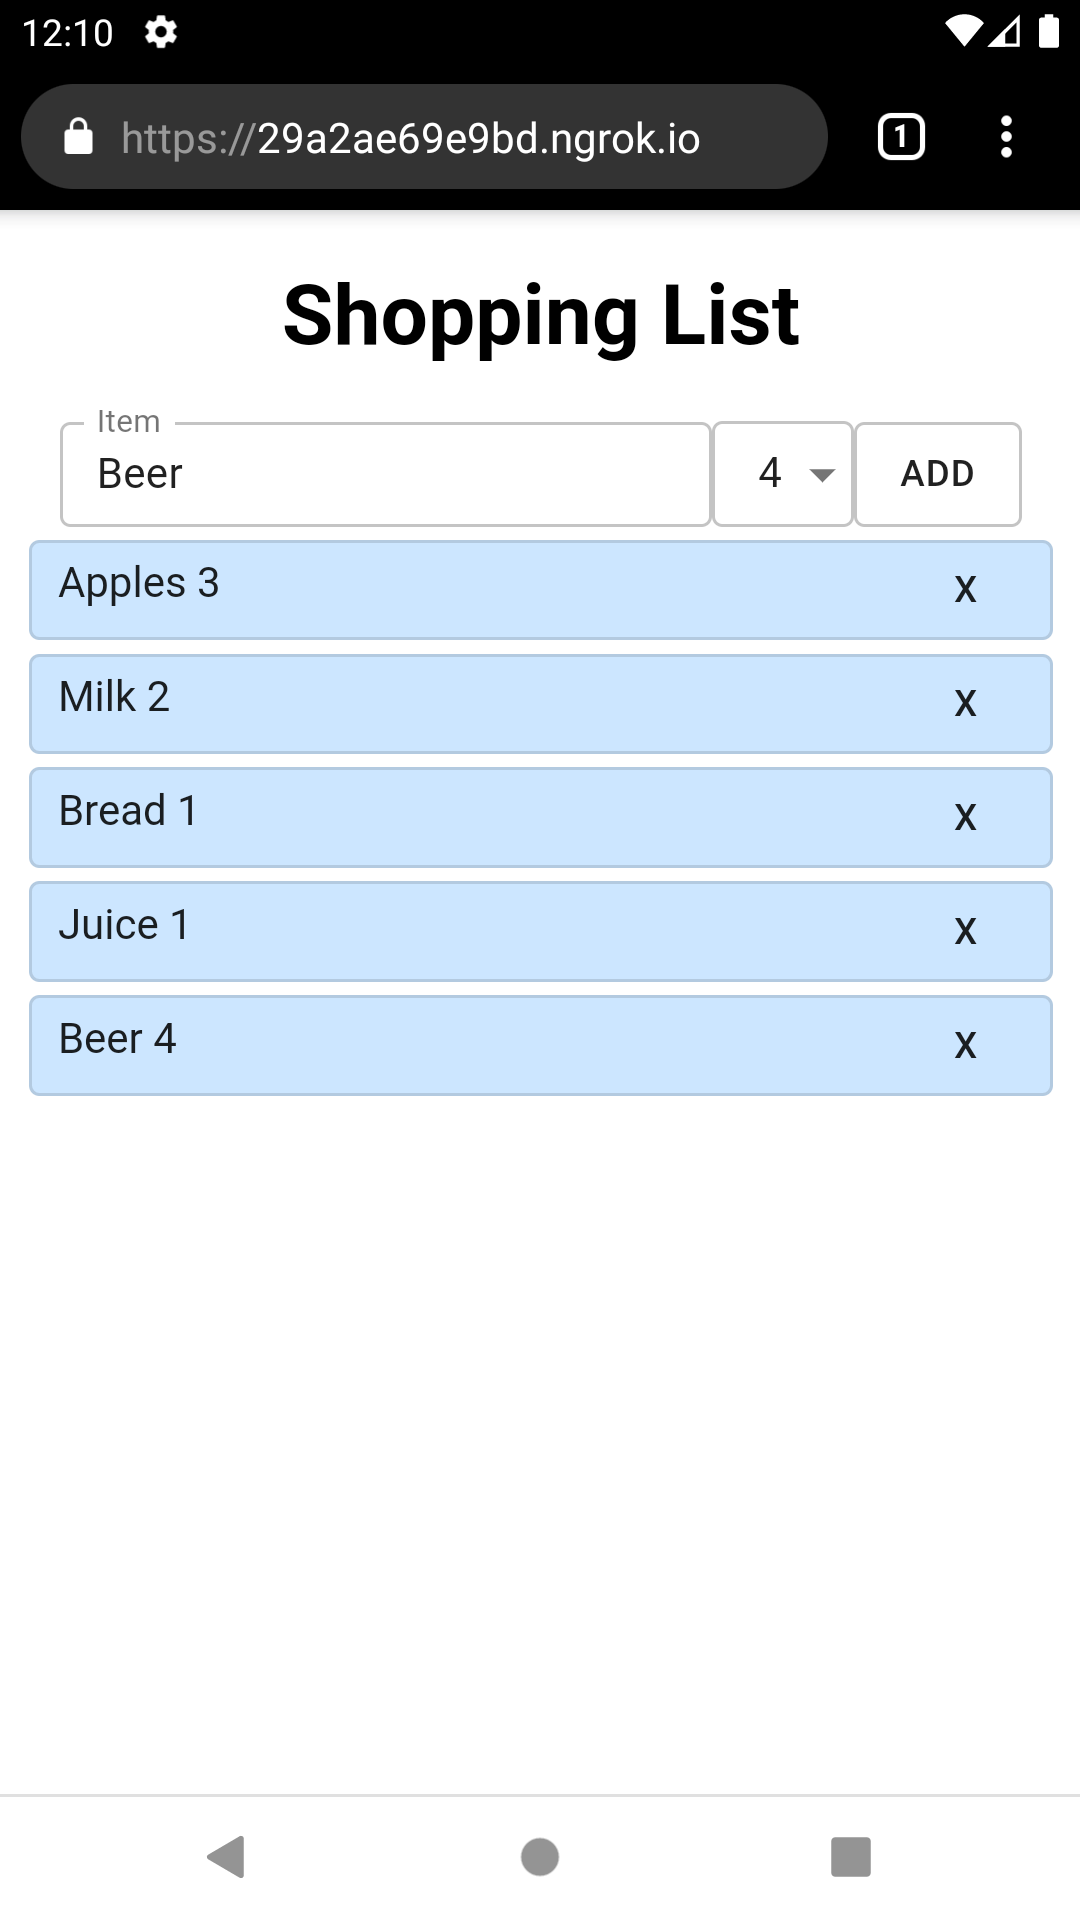 12:10
https://29a2ae69e9bd.ngrok.io 1
Shopping List
Item
Beer 4 ADD
Apples 3 x
Milk 2 x
Bread 1 x
Juice 1 x
Beer 4 x